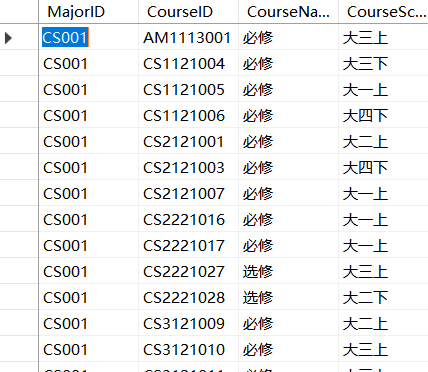 MajorID CourseID CourseNa... CourseSc...
CS001 AM1113001 必修 大三上
CS001 CS1121004 必修 大三下
CS001 CS1121005 必修 大一上
CS001 CS1121006 必修 大四下
CS001 CS2121001 必修 大二上
CS001 CS2121003 必修 大四下
CS001 CS2121007 必修 大一上
CS001 CS2221016 必修 大一上
CS001 CS2221017 必修 大一上
CS001 CS2221027 选修 大三上
CS001 CS2221028 选修 大二下
CS001 CS3121009 必修 大二上
CS001 CS3121010 必修 大三上